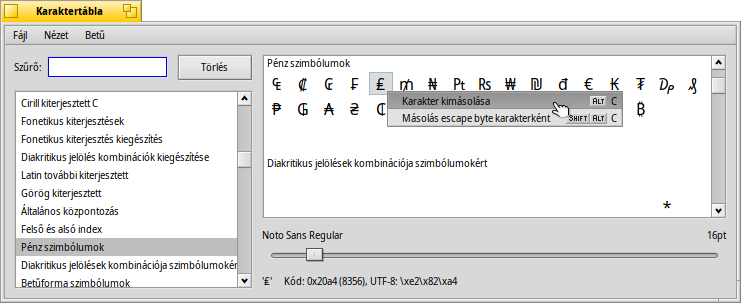 Karaktertábla
Fájl Nézet Betű
Szűrő: Törlés
Cirill kiterjesztett C
Fonetikus kiterjesztések
Fonetikus kiterjesztés kiegészítés
Diakritikus jelölés kombinációk kiegészítése
Latin további kiterjesztett
Görög kiterjesztett
Általános központozás
Felső és alsó index
Pénz szimbólumok
Diakritikus jelölések kombinációja szimbólumokér
Betűforma szimbólumok
Pénz szimbólumok
₠ ₡ ₢ ₣ ₤ ₥ ₦ ₧ ₨ ₩ ₪ ₫ € ₭ ₮ ₯ ₰
₱ ₲ ₳ ₴ ₵ ₿
Karakter kimásolása ALT C
Másolás escape byte karakterként SHIFT ALT C
Diakritikus jelölések kombinációja szimbólumokért
*
Noto Sans Regular 16pt
'₤' Kód: 0x20a4 (8356), UTF-8: \xe2\x82\xa4